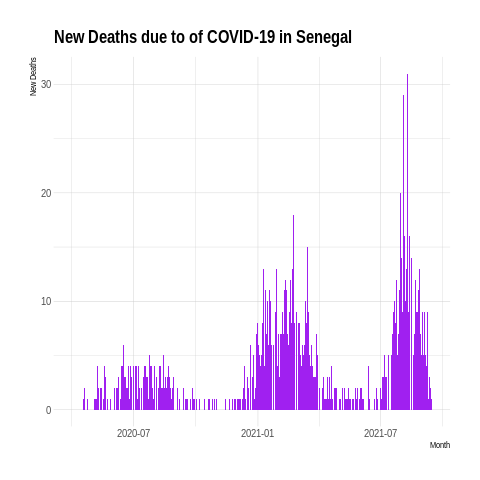 New Deaths due to of COVID-19 in Senegal
New Deaths
30
20
10
0
2020-07
2021-01
2021-07
Month